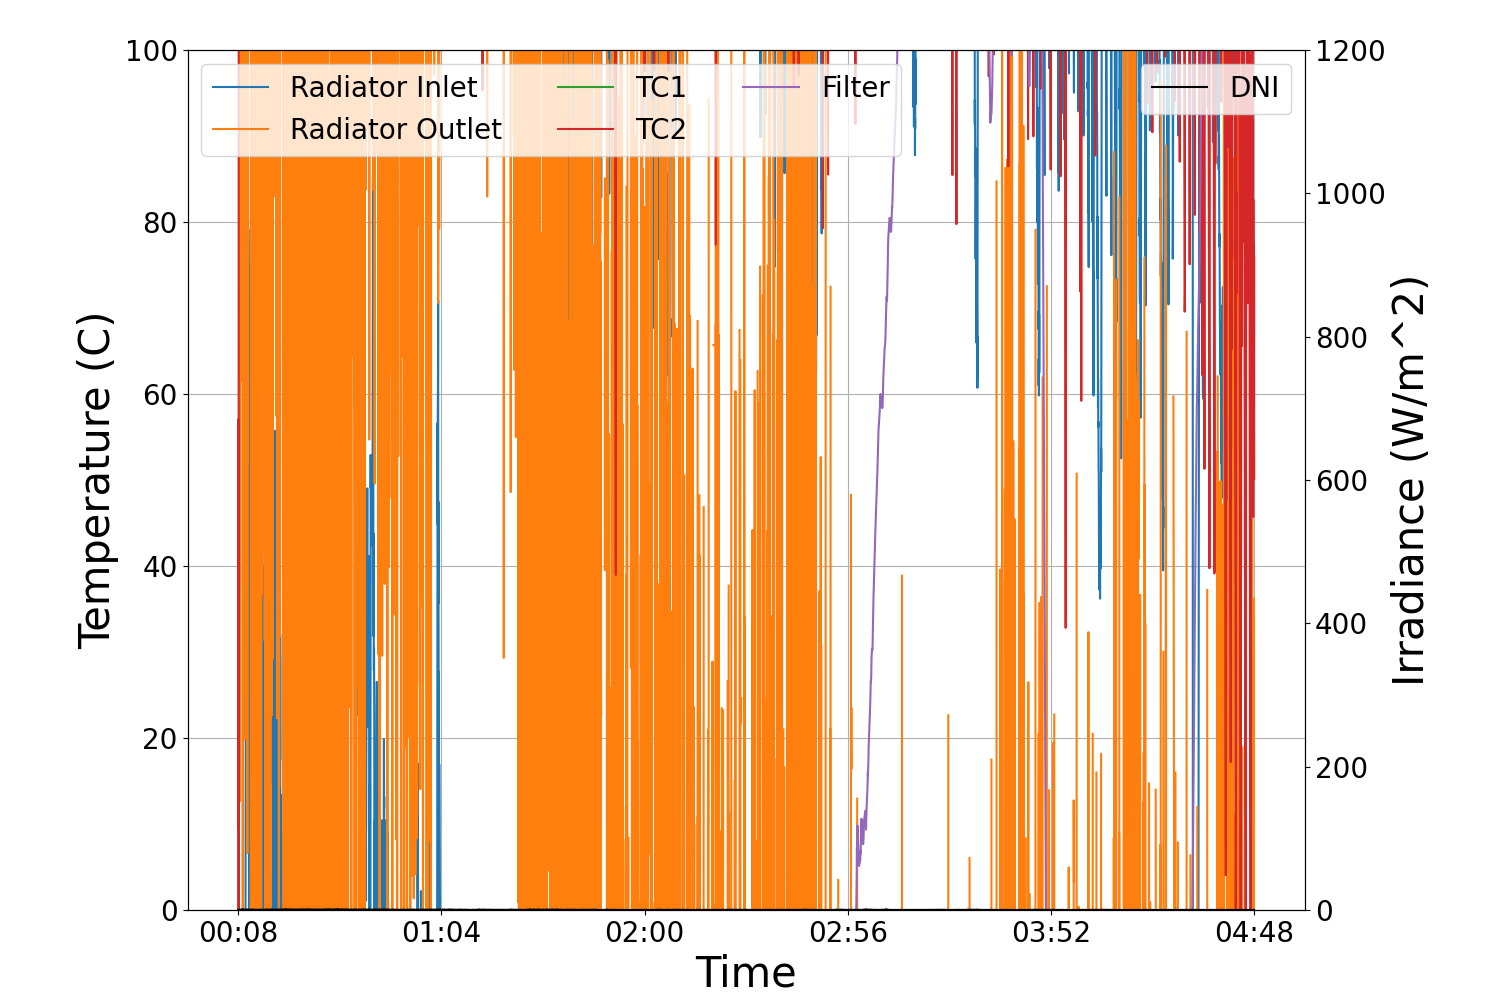 Radiator Inlet
Radiator Outlet
TC1
TC2
Filter
DNI
100
80
60
40
20
0
Temperature (C)
1200
1000
800
600
400
200
0
Irradiance (W/m^2)
00:08 01:04 02:00 02:56 03:52 04:48
Time